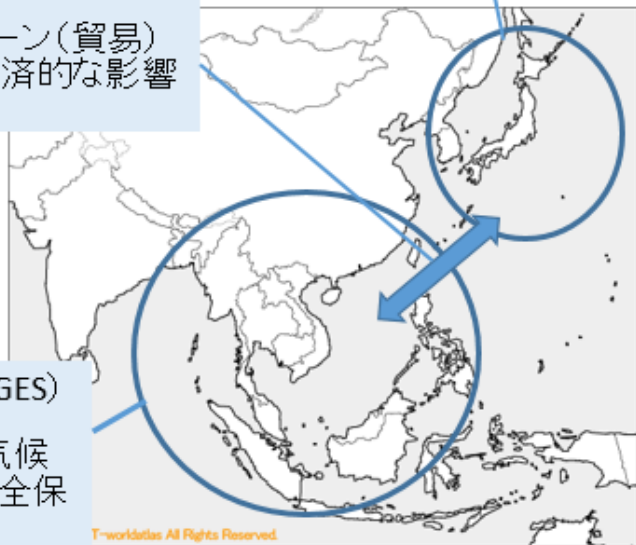 ーン（貿易）
済的な影響
GES）
気候
全保
T-worldatlas All Rights Reserved.